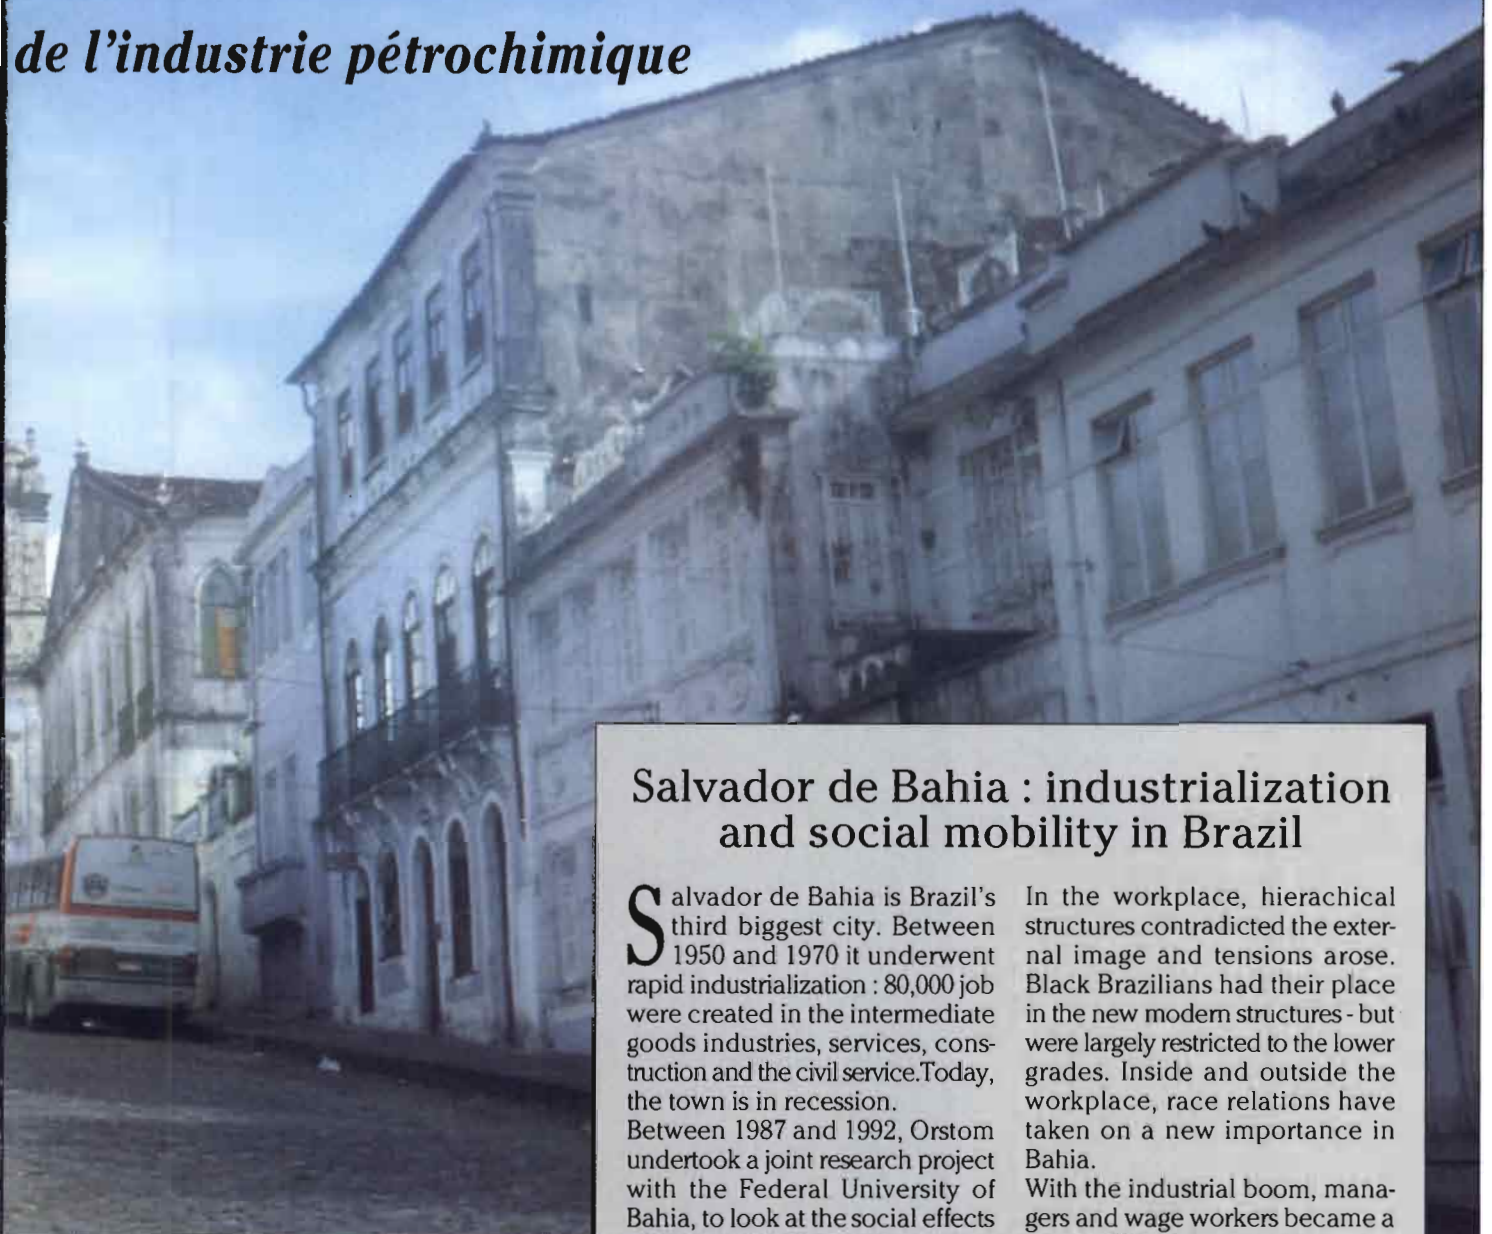 de l'industrie pétrochimique
Salvador de Bahia : industrialization
and social mobility in Brazil
Salvador de Bahia is Brazil's
third biggest city. Between
1950 and 1970 it underwent
rapid industrialization : 80,000 job
were created in the intermediate
goods industries, services, cons-
truction and the civil service.Today,
the town is in recession.
Between 1987 and 1992, Orstom
undertook a joint research project
with the Federal University of
Bahia, to look at the social effects
In the workplace, hierachical
structures contradicted the exter-
nal image and tensions arose.
Black Brazilians had their place
in the new modern structures - but
were largely restricted to the lower
grades. Inside and outside the
workplace, race relations have
taken on a new importance in
Bahia.
With the industrial boom, mana-
gers and wage workers became a